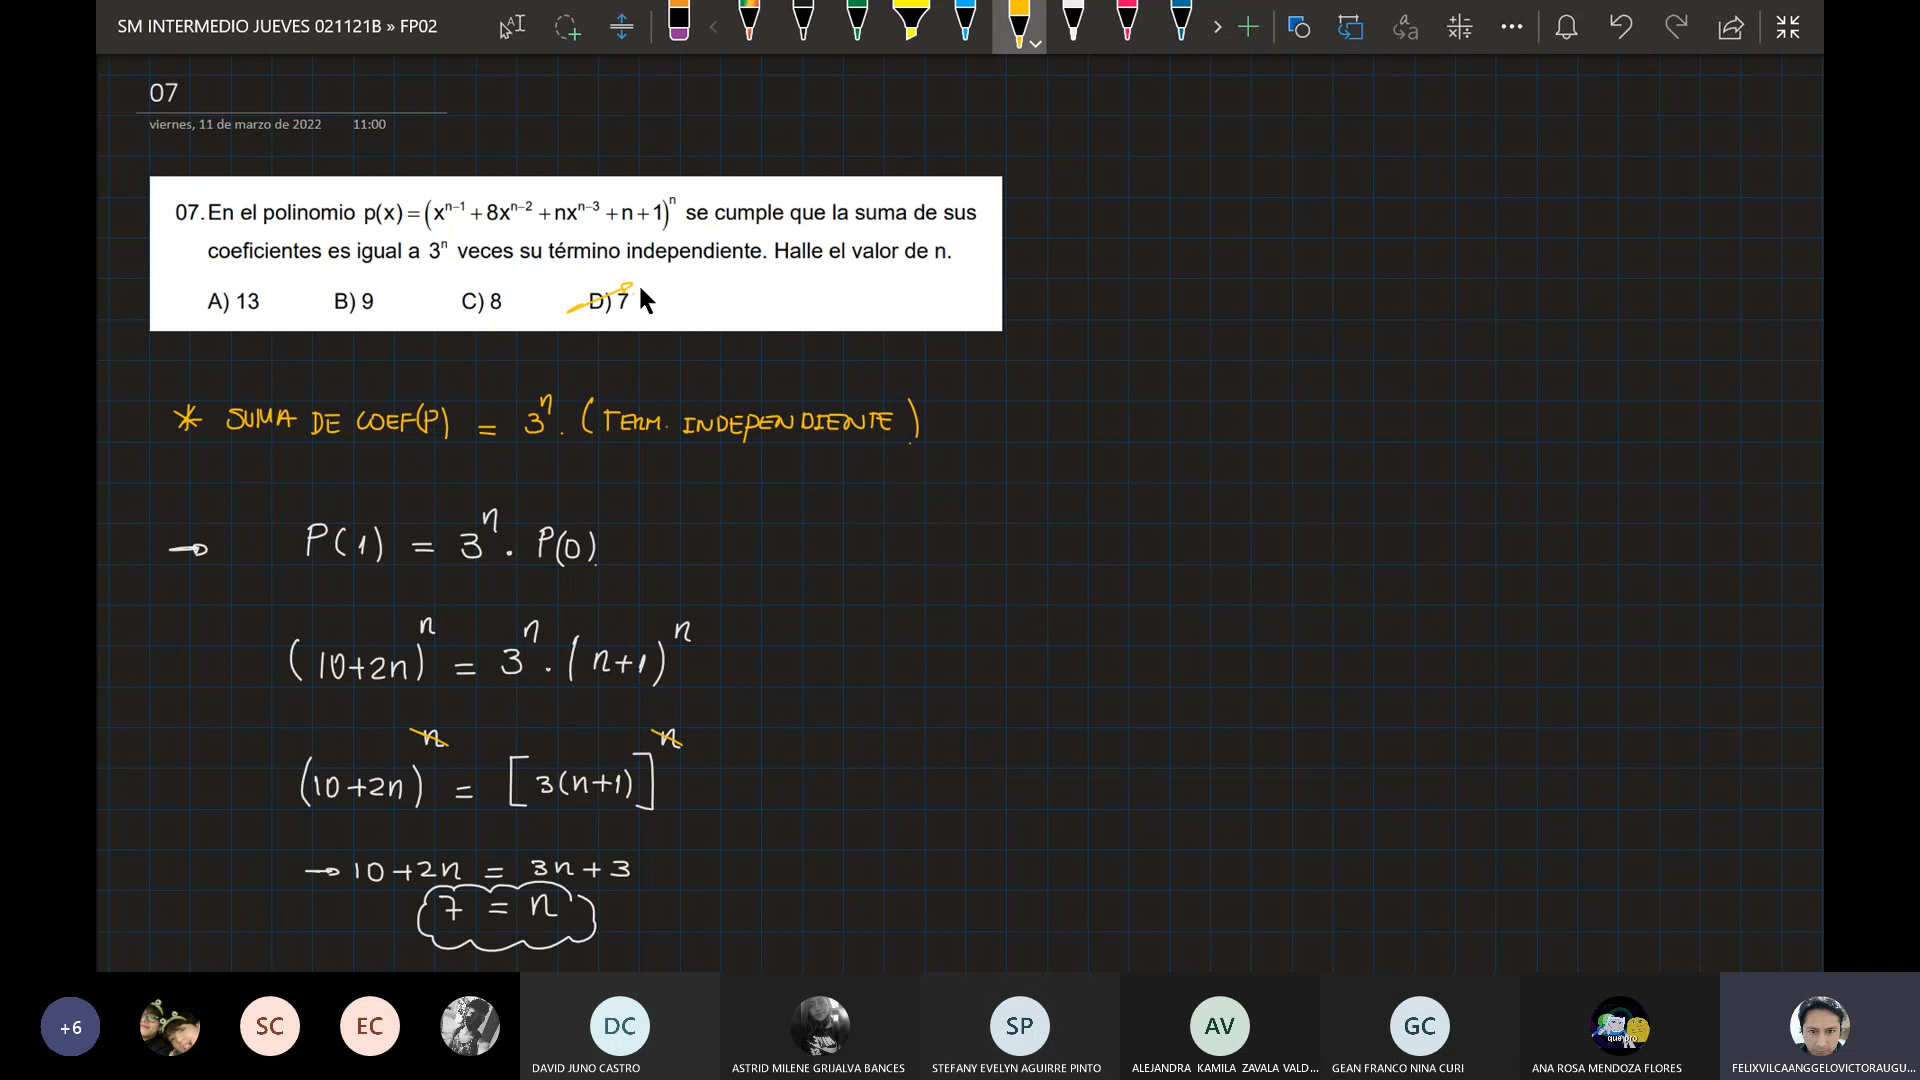 SM INTERMEDIO JUEVES 021121B » FP02
07
viernes, 11 de marzo de 2022 11:00
07. En el polinomio p(x) = (xⁿ⁻¹ + 8xⁿ⁻² + nxⁿ⁻³ + n + 1)ⁿ se cumple que la suma de sus
coeficientes es igual a 3ⁿ veces su término independiente. Halle el valor de n.
A) 13 B) 9 C) 8 D) 7
* SUMA DE COEF(P) = 3ⁿ . (TERM. INDEPENDIENTE)
→ P(1) = 3ⁿ . P(0)
(10+2n)ⁿ = 3ⁿ . (n+1)ⁿ
(10+2n)ⁿ = [3(n+1)]ⁿ
→ 10+2n = 3n+3
7 = n
+6 SC EC DC SP AV GC que pro
DAVID JUNO CASTRO ASTRID MILENE GRIJALVA BANCES STEFANY EVELYN AGUIRRE PINTO ALEJANDRA KAMILA ZAVALA VALD... GEAN FRANCO NINA CURI ANA ROSA MENDOZA FLORES FELIXVILCAANGGELOVICTORAUGU...